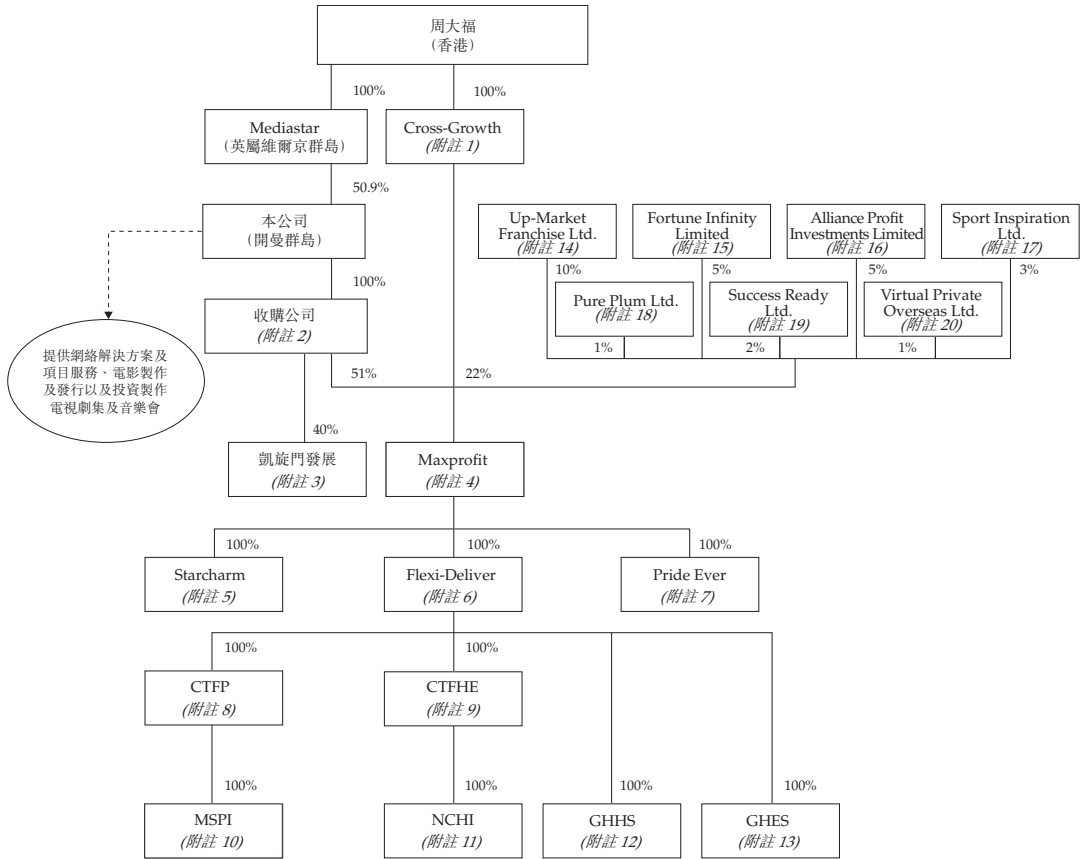 周大福
(香港)
100%
100%
Mediastar
(英屬維爾京群島)
Cross-Growth
(附註 1)
50.9%
本公司
(開曼群島)
Up-Market
Franchise Ltd.
(附註 14)
Fortune Infinity
Limited
(附註 15)
Alliance Profit
Investments Limited
(附註 16)
Sport Inspiration
Ltd.
(附註 17)
100%
10%
5%
5%
3%
收購公司
(附註 2)
Pure Plum Ltd.
(附註 18)
Success Ready
Ltd.
(附註 19)
Virtual Private
Overseas Ltd.
(附註 20)
1%
2%
1%
提供網絡解決方案及
項目服務、電影製作
及發行以及投資製作
電視劇集及音樂會
51%
22%
40%
凱旋門發展
(附註 3)
Maxprofit
(附註 4)
100%
100%
100%
Starcharm
(附註 5)
Flexi-Deliver
(附註 6)
Pride Ever
(附註 7)
100%
100%
CTFP
(附註 8)
CTFHE
(附註 9)
100%
100%
100%
100%
MSPI
(附註 10)
NCHI
(附註 11)
GHHS
(附註 12)
GHES
(附註 13)